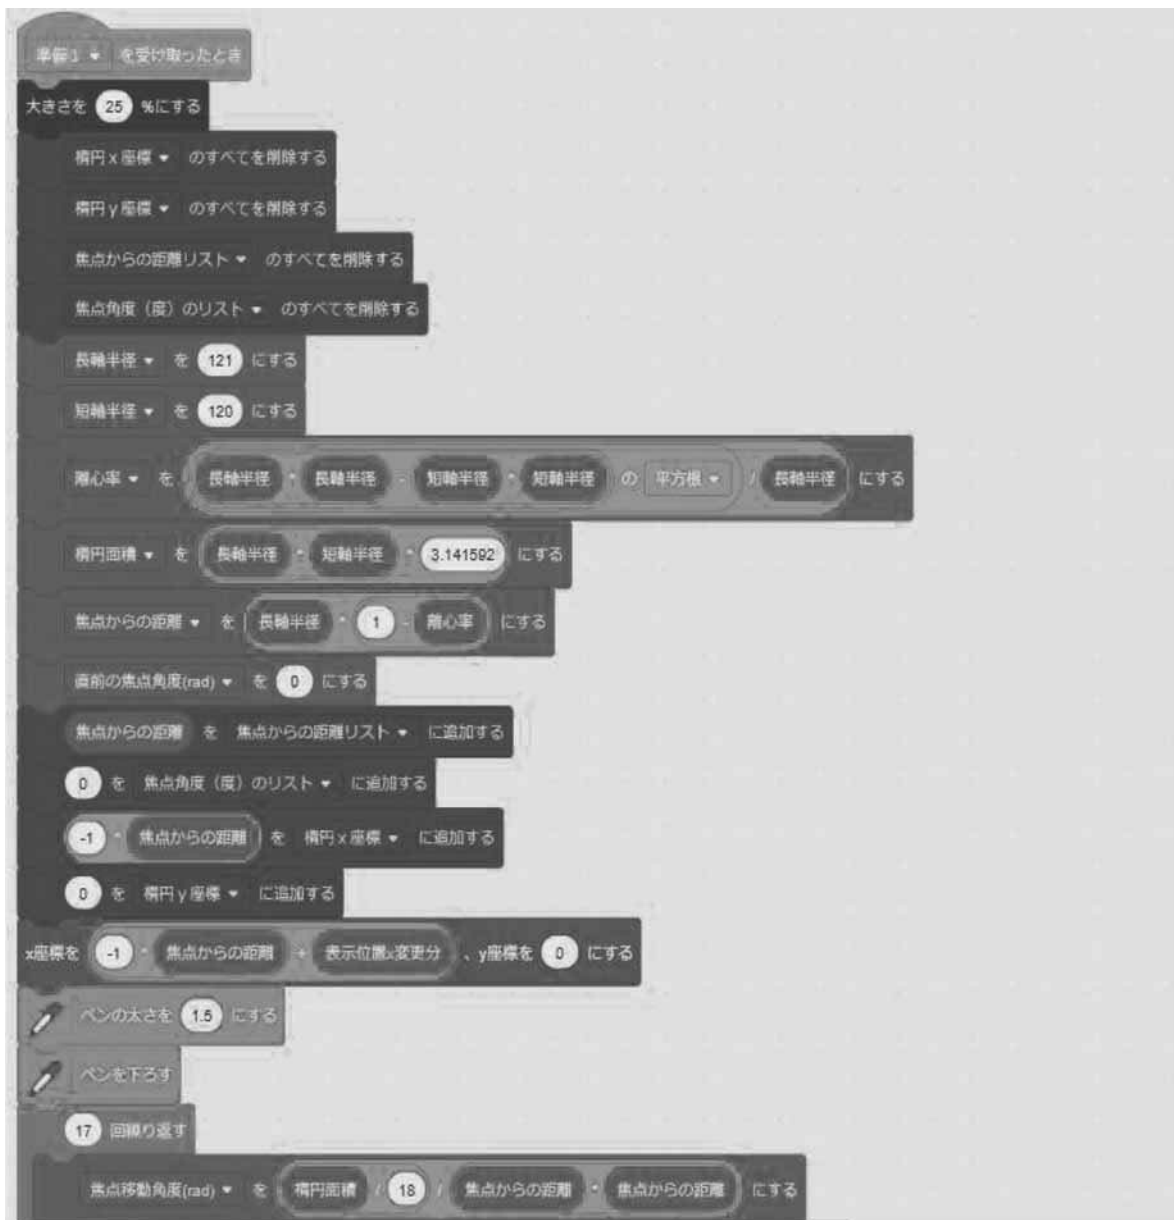 準備1 を受け取ったとき
大きさを 25 %にする
楕円x座標 のすべてを削除する
楕円y座標 のすべてを削除する
焦点からの距離リスト のすべてを削除する
焦点角度（度）のリスト のすべてを削除する
長軸半径 を 121 にする
短軸半径 を 120 にする
離心率 を 長軸半径 * 長軸半径 - 短軸半径 * 短軸半径 の 平方根 / 長軸半径 にする
楕円面積 を 長軸半径 * 短軸半径 * 3.141592 にする
焦点からの距離 を 長軸半径 * 1 - 離心率 にする
直前の焦点角度(rad) を 0 にする
焦点からの距離 を 焦点からの距離リスト に追加する
0 を 焦点角度（度）のリスト に追加する
-1 * 焦点からの距離 を 楕円x座標 に追加する
0 を 楕円y座標 に追加する
x座標を -1 * 焦点からの距離 + 表示位置x変更分 、y座標を 0 にする
ペンの太さを 1.5 にする
ペンを下ろす
17 回繰り返す
焦点移動角度(rad) を 楕円面積 / 18 / 焦点からの距離 * 焦点からの距離 にする